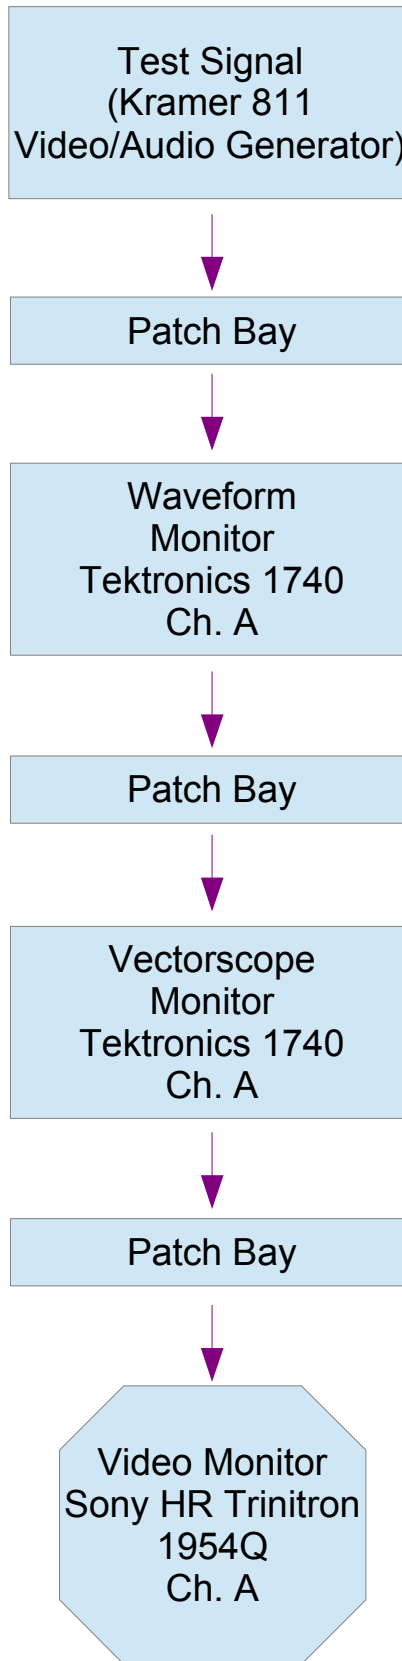 Test Signal
(Kramer 811
Video/Audio Generator)
Patch Bay
Waveform
Monitor
Tektronics 1740
Ch. A
Patch Bay
Vectorscope
Monitor
Tektronics 1740
Ch. A
Patch Bay
Video Monitor
Sony HR Trinitron
1954Q
Ch. A